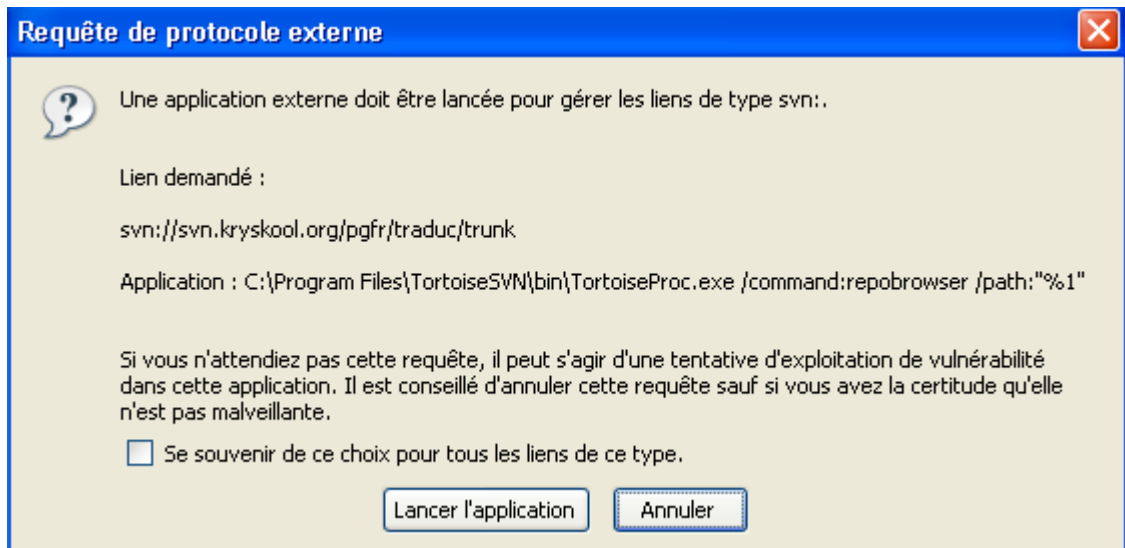 Requête de protocole externe
Une application externe doit être lancée pour gérer les liens de type svn:.
Lien demandé :
svn://svn.kryskool.org/pgfr/traduc/trunk
Application : C:\Program Files\TortoiseSVN\bin\TortoiseProc.exe /command:repobrowser /path:"%1"
Si vous n'attendiez pas cette requête, il peut s'agir d'une tentative d'exploitation de vulnérabilité
dans cette application. Il est conseillé d'annuler cette requête sauf si vous avez la certitude qu'elle
n'est pas malveillante.
Se souvenir de ce choix pour tous les liens de ce type.
Lancer l'application
Annuler